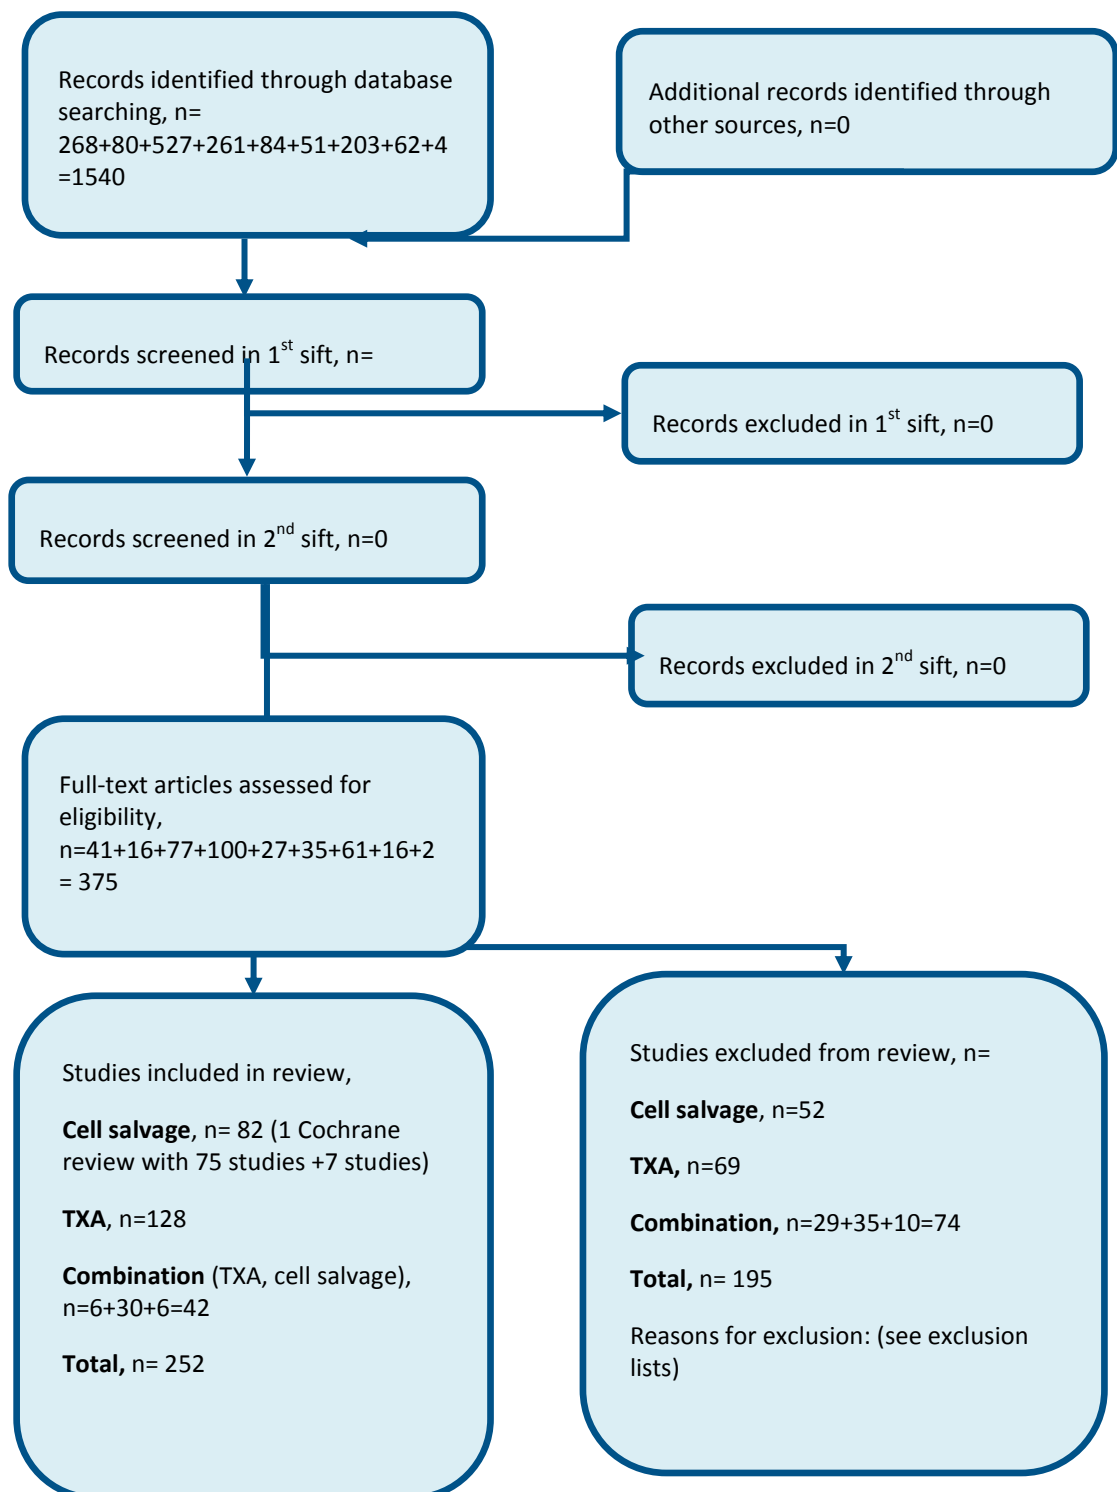 Records identified through database
searching, n=
268+80+527+261+84+51+203+62+4
=1540
Additional records identified through
other sources, n=0
Records screened in 1st sift, n=
Records excluded in 1st sift, n=0
Records screened in 2nd sift, n=0
Records excluded in 2nd sift, n=0
Full-text articles assessed for
eligibility,
n=41+16+77+100+27+35+61+16+2
= 375
Studies included in review,
Cell salvage, n= 82 (1 Cochrane
review with 75 studies +7 studies)
TXA, n=128
Combination (TXA, cell salvage),
n=6+30+6=42
Total, n= 252
Studies excluded from review, n=
Cell salvage, n=52
TXA, n=69
Combination, n=29+35+10=74
Total, n= 195
Reasons for exclusion: (see exclusion
lists)